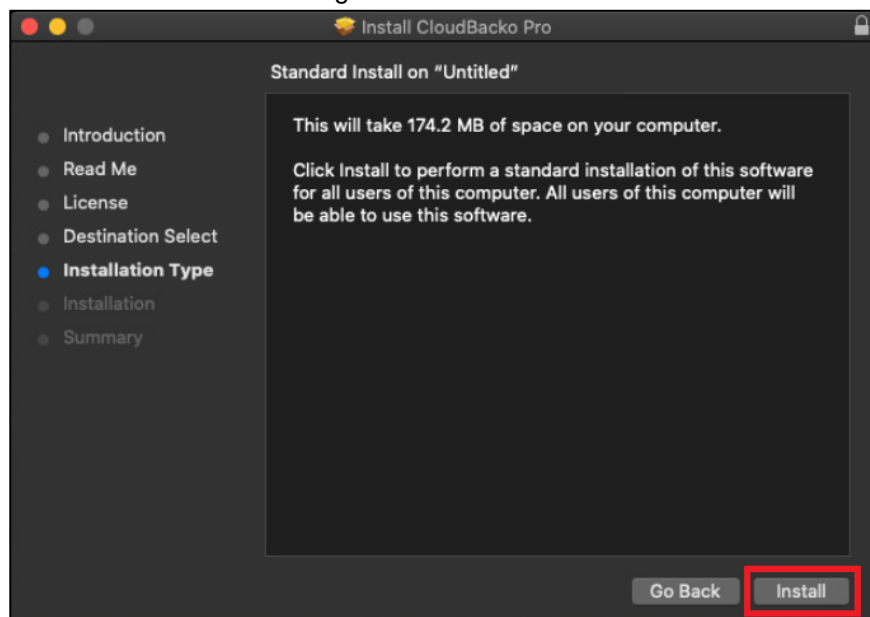 Install CloudBacko Pro
Standard Install on “Untitled”
Introduction
Read Me
License
Destination Select
Installation Type
Installation
Summary
This will take 174.2 MB of space on your computer.
Click Install to perform a standard installation of this software
for all users of this computer. All users of this computer will
be able to use this software.
Go Back
Install